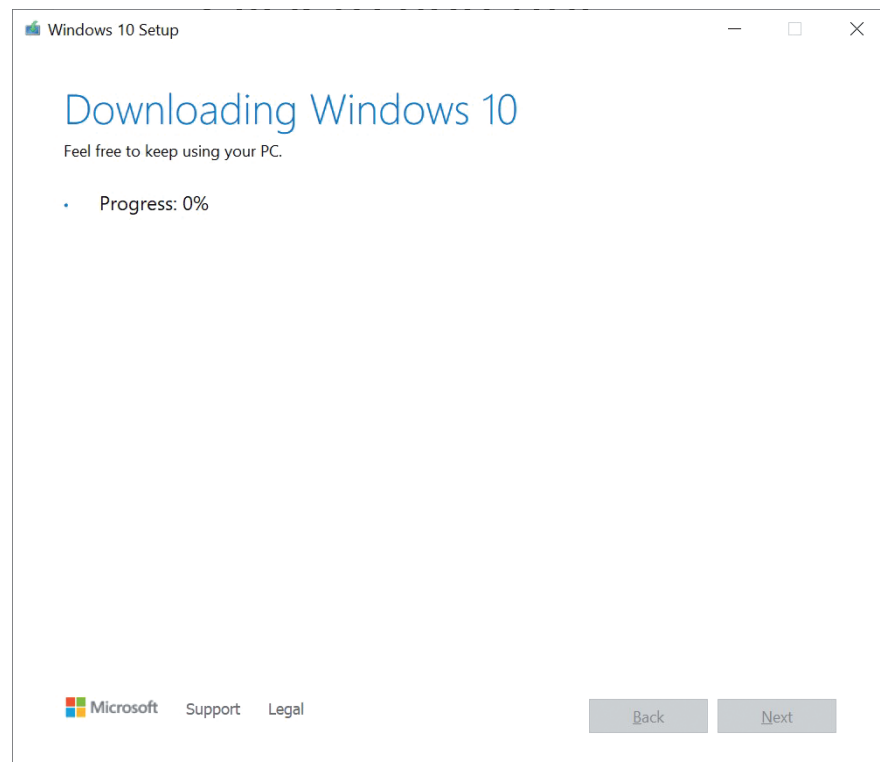 Windows 10 Setup
Downloading Windows 10
Feel free to keep using your PC.
Progress: 0%
Microsoft Support Legal
Back Next